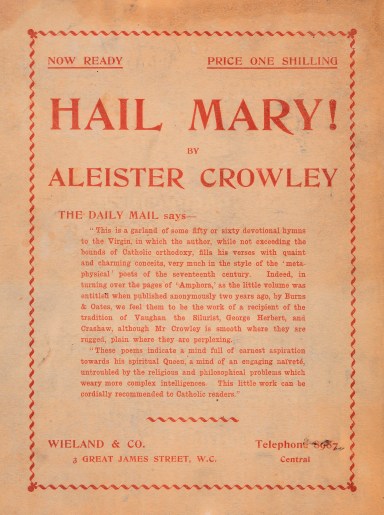 NOW READY PRICE ONE SHILLING
HAIL MARY!
BY
ALEISTER CROWLEY
THE DAILY MAIL says—
"This is a garland of some fifty or sixty devotional hymns
to the Virgin, in which the author, while not exceeding the
bounds of Catholic orthodoxy, fills his verses with quaint
and charming conceits, very much in the style of the 'meta-
physical' poets of the seventeenth century. Indeed, in
turning over the pages of 'Amphora,' as the little volume was
entitled when published anonymously two years ago, by Burns
& Oates, we feel them to be the work of a recipient of the
tradition of Vaughan the Silurist, George Herbert, and
Crashaw, although Mr Crowley is smooth where they are
rugged, plain where they are perplexing.
"These poems indicate a mind full of earnest aspiration
towards his spiritual Queen, a mind of an engaging naïveté,
untroubled by the religious and philosophical problems which
weary more complex intelligences. This little work can be
cordially recommended to Catholic readers."
WIELAND & CO. Telephone
3 GREAT JAMES STREET, W.C. Central